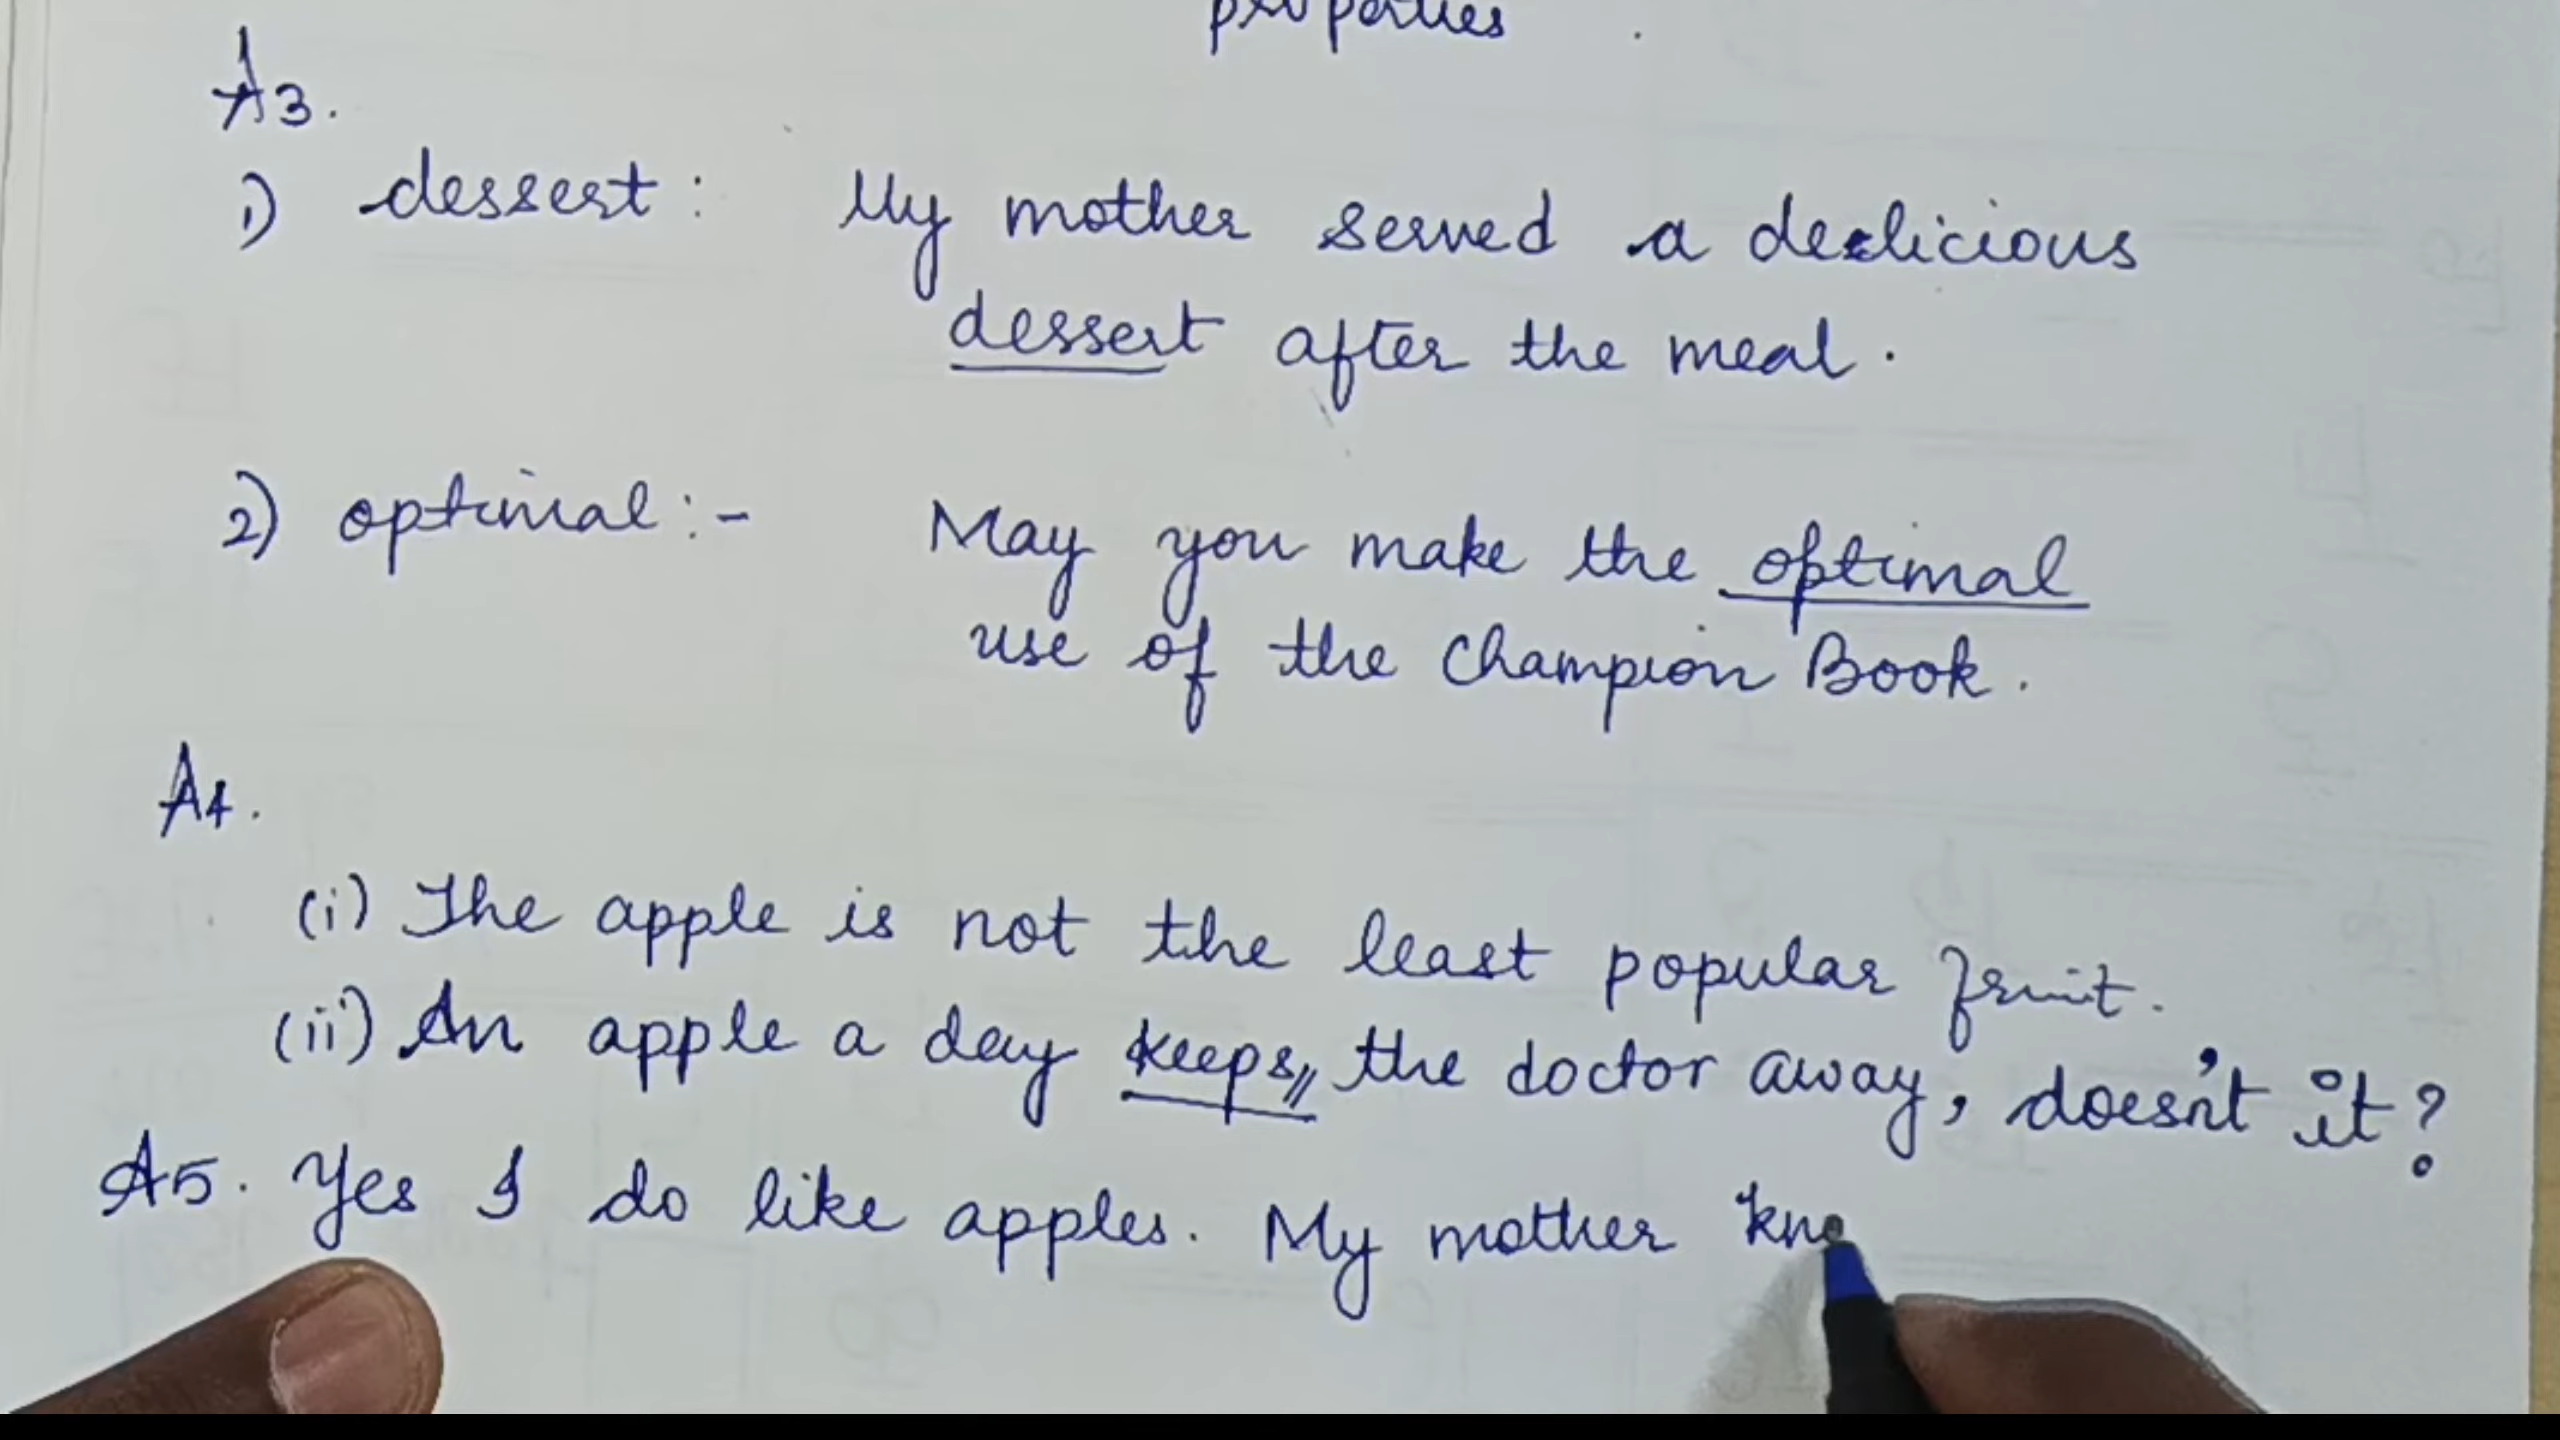 properties
A3.
1) dessert: My mother served a delicious
dessert after the meal.
2) optimal:- May you make the optimal
use of the Champion Book.
A4.
(i) The apple is not the least popular fruit.
(ii) An apple a day keeps, the doctor away, doesn't it?
A5. Yes I do like apples. My mother kno